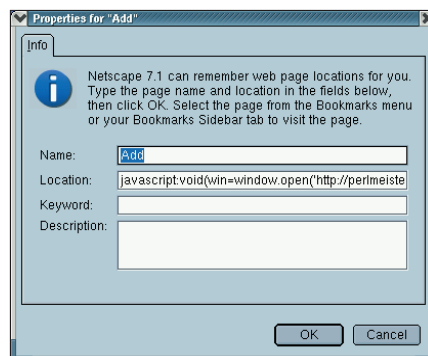 Properties for "Add"
Info
Netscape 7.1 can remember web page locations for you.
Type the page name and location in the fields below,
then click OK. Select the page from the Bookmarks menu
or your Bookmarks Sidebar tab to visit the page.
Name: Add
Location: javascript:void(win=window.open('http://perlmeiste
Keyword:
Description:
OK Cancel